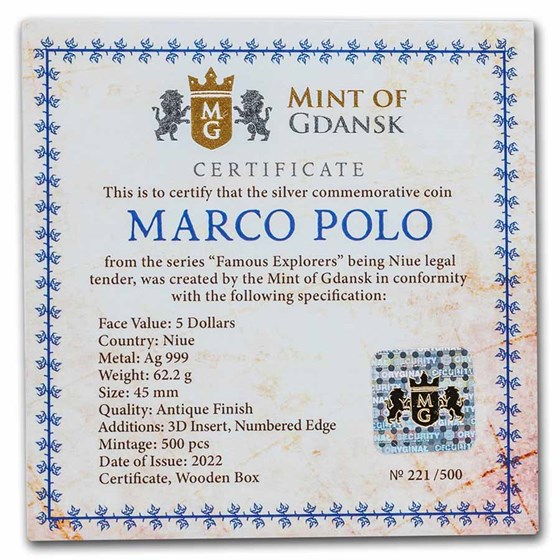 M
G
MINT OF
GDANSK
CERTIFICATE
This is to certify that the silver commemorative coin
MARCO POLO
from the series “Famous Explorers” being Niue legal
tender, was created by the Mint of Gdansk in conformity
with the following specification:
Face Value: 5 Dollars
Country: Niue
Metal: Ag 999
Weight: 62.2 g
Size: 45 mm
Quality: Antique Finish
Additions: 3D Insert, Numbered Edge
Mintage: 500 pcs
Date of Issue: 2022
Certificate, Wooden Box
M
G
№ 221/500